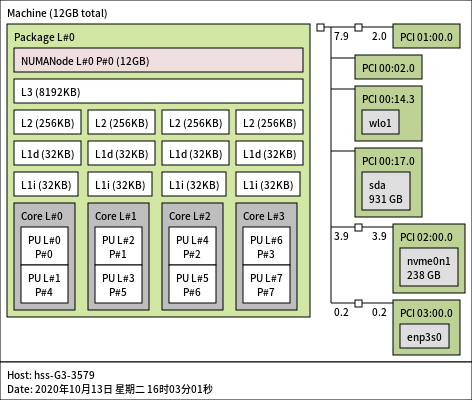 Machine (12GB total)
Package L#0
NUMANode L#0 P#0 (12GB)
L3 (8192KB)
L2 (256KB) L2 (256KB) L2 (256KB) L2 (256KB)
L1d (32KB) L1d (32KB) L1d (32KB) L1d (32KB)
L1i (32KB) L1i (32KB) L1i (32KB) L1i (32KB)
Core L#0 Core L#1 Core L#2 Core L#3
PU L#0 PU L#2 PU L#4 PU L#6
P#0 P#1 P#2 P#3
PU L#1 PU L#3 PU L#5 PU L#7
P#4 P#5 P#6 P#7
7.9 2.0 PCI 01:00.0
PCI 00:02.0
PCI 00:14.3
wlo1
PCI 00:17.0
sda
931 GB
3.9 3.9 PCI 02:00.0
nvme0n1
238 GB
0.2 0.2 PCI 03:00.0
enp3s0
Host: hss-G3-3579
Date: 2020年10月13日 星期二 16时03分01秒